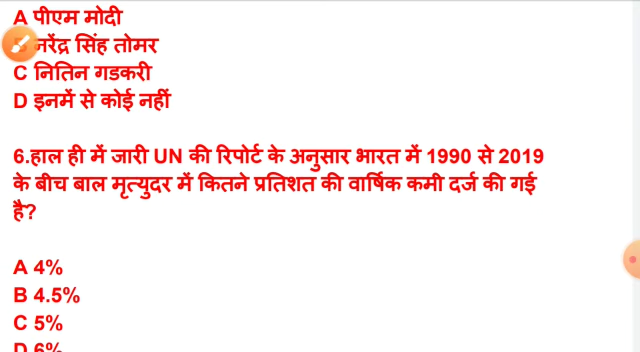 A पीएम मोदी
नरेंद्र सिंह तोमर
C नितिन गडकरी
D इनमें से कोई नहीं
6.हाल ही में जारी UN की रिपोर्ट के अनुसार भारत में 1990 से 2019
के बीच बाल मृत्युदर में कितने प्रतिशत की वार्षिक कमी दर्ज की गई
है?
A 4%
B 4.5%
C 5%
D 6%